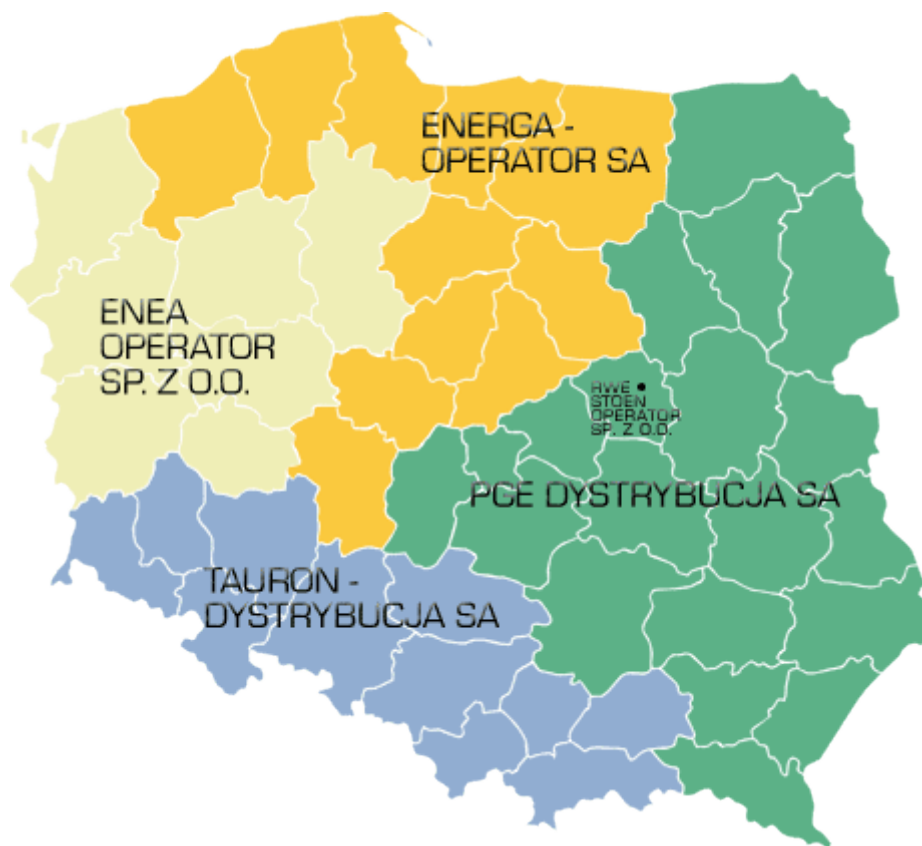 ENERGA -
OPERATOR SA
ENEA
OPERATOR
SP. Z O.O.
RWE
STOEN
OPERATOR
SP. Z O.O.
PGE DYSTRYBUCJA SA
TAURON -
DYSTRYBUCJA SA